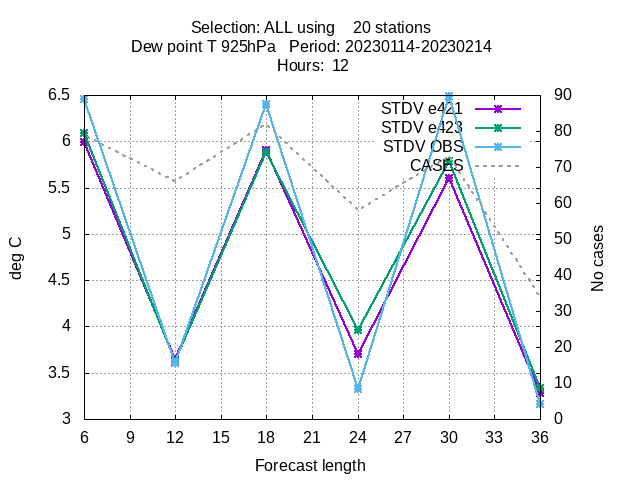 Selection: ALL using    20 stations
Dew point T 925hPa   Period: 20230114-20230214
Hours:  12
STDV e421
STDV e423
STDV OBS
CASES
deg C
No cases
6.5
6
5.5
5
4.5
4
3.5
3
90
80
70
60
50
40
30
20
10
0
6 9 12 15 18 21 24 27 30 33 36
Forecast length